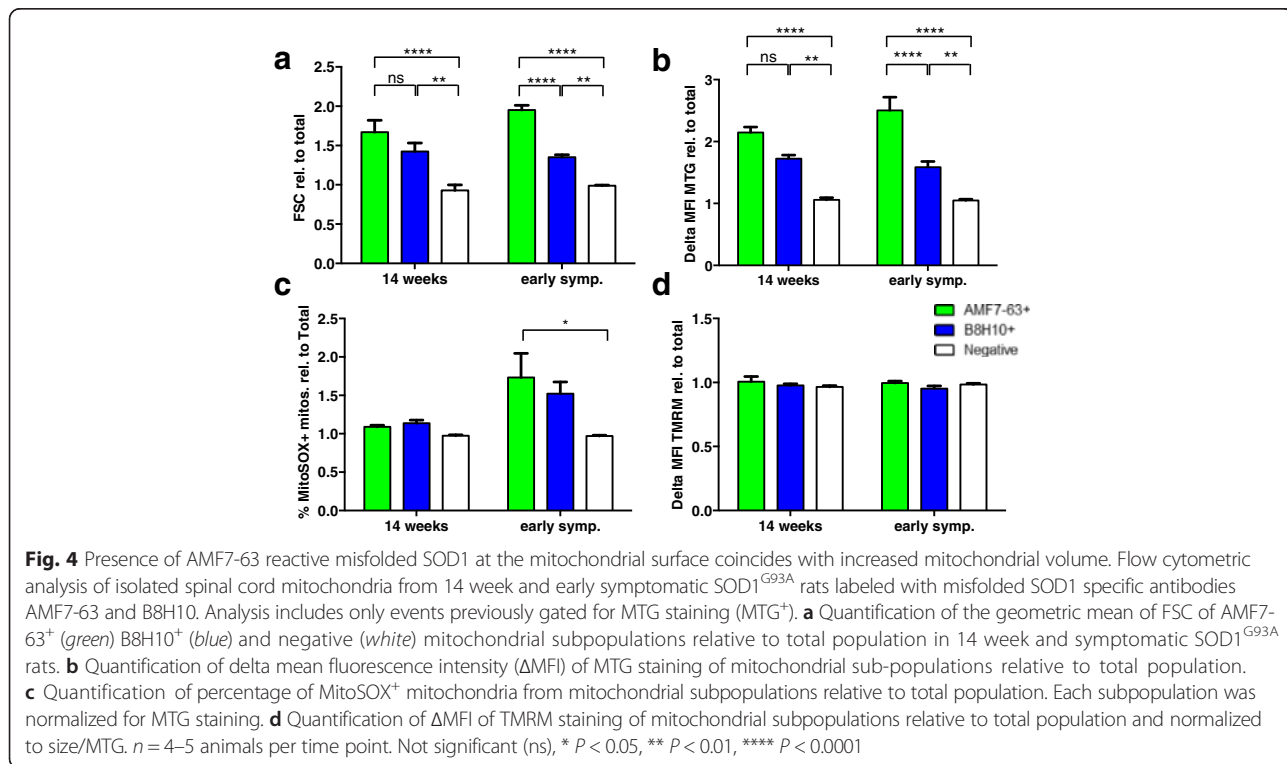 a
b
****
****
ns
**
****
**
2.5
2.0
1.5
1.0
0.5
0.0
FSC rel. to total
14 weeks
early symp.
****
****
ns
**
****
**
3
2
1
0
Delta MFI MTG rel. to total
14 weeks
early symp.
c
d
*
2.5
2.0
1.5
1.0
0.5
0.0
% MitoSOX+ mitos. rel. to Total
14 weeks
early symp.
AMF7-63+
B8H10+
Negative
1.5
1.0
0.5
0.0
Delta MFI TMRM rel. to total
14 weeks
early symp.
Fig. 4 Presence of AMF7-63 reactive misfolded SOD1 at the mitochondrial surface coincides with increased mitochondrial volume. Flow cytometric
analysis of isolated spinal cord mitochondria from 14 week and early symptomatic SOD1^G93A rats labeled with misfolded SOD1 specific antibodies
AMF7-63 and B8H10. Analysis includes only events previously gated for MTG staining (MTG⁺). a Quantification of the geometric mean of FSC of AMF7-
63⁺ (green) B8H10⁺ (blue) and negative (white) mitochondrial subpopulations relative to total population in 14 week and symptomatic SOD1^G93A
rats. b Quantification of delta mean fluorescence intensity (ΔMFI) of MTG staining of mitochondrial sub-populations relative to total population.
c Quantification of percentage of MitoSOX⁺ mitochondria from mitochondrial subpopulations relative to total population. Each subpopulation was
normalized for MTG staining. d Quantification of ΔMFI of TMRM staining of mitochondrial subpopulations relative to total population and normalized
to size/MTG. n = 4–5 animals per time point. Not significant (ns), * P < 0.05, ** P < 0.01, **** P < 0.0001